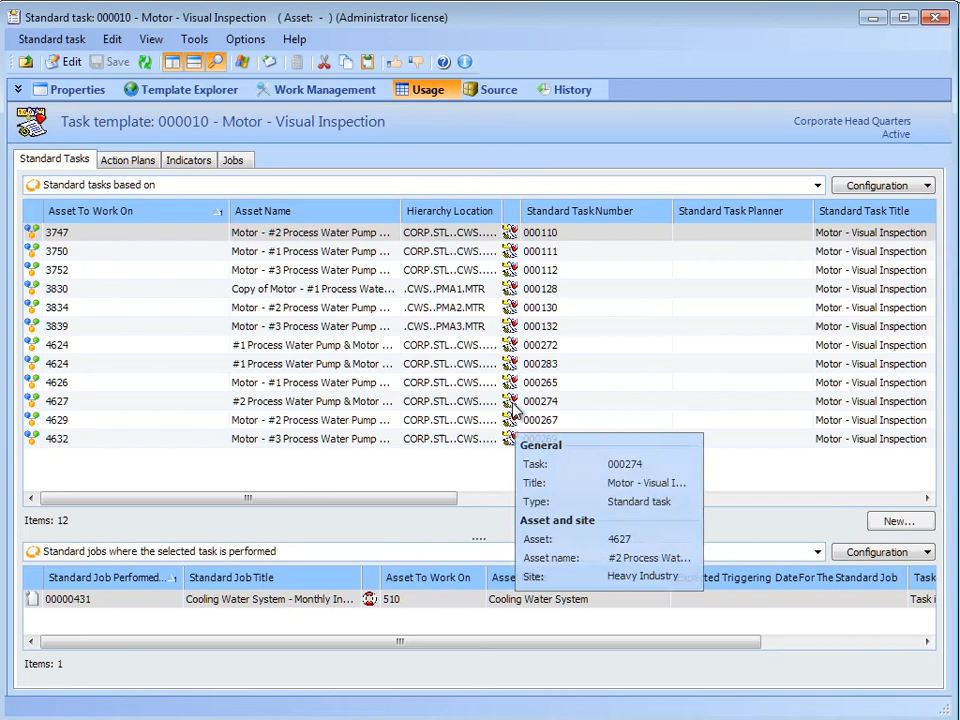 Standard task: 000010 - Motor - Visual Inspection    ( Asset:  -  ) (Administrator license)
Standard task Edit View Tools Options Help
Edit Save
Properties Template Explorer Work Management Usage Source History
Task template: 000010 - Motor - Visual Inspection
Corporate Head Quarters
Active
Standard Tasks Action Plans Indicators Jobs
Standard tasks based on Configuration
Asset To Work On 1 Asset Name Hierarchy Location Standard Task Number Standard Task Planner Standard Task Title
3747 Motor - #2 Process Water Pump ... CORP.STL..CWS..... 000110 Motor - Visual Inspection
3750 Motor - #1 Process Water Pump ... CORP.STL..CWS..... 000111 Motor - Visual Inspection
3752 Motor - #3 Process Water Pump ... CORP.STL..CWS..... 000112 Motor - Visual Inspection
3830 Copy of Motor - #1 Process Wate... .CWS..PMA1.MTR 000128 Motor - Visual Inspection
3834 Motor - #2 Process Water Pump ... .CWS..PMA2.MTR 000130 Motor - Visual Inspection
3839 Motor - #3 Process Water Pump ... .CWS..PMA3.MTR 000132 Motor - Visual Inspection
4624 #1 Process Water Pump & Motor ... CORP.STL..CWS..... 000272 Motor - Visual Inspection
4624 #1 Process Water Pump & Motor ... CORP.STL..CWS..... 000283 Motor - Visual Inspection
4626 Motor - #1 Process Water Pump ... CORP.STL..CWS..... 000265 Motor - Visual Inspection
4627 #2 Process Water Pump & Motor ... CORP.STL..CWS..... 000274 Motor - Visual Inspection
4629 Motor - #2 Process Water Pump ... CORP.STL..CWS..... 000267 Motor - Visual Inspection
4632 Motor - #3 Process Water Pump ... CORP.STL..CWS..... Motor - Visual Inspection
General
Task: 000274
Title: Motor - Visual I...
Type: Standard task
Asset and site
Asset: 4627
Asset name: #2 Process Wat...
Site: Heavy Industry
Items: 12 New...
Standard jobs where the selected task is performed Configuration
Standard Job Performed... 1 Standard Job Title Asset To Work On Asset Expected Triggering Date For The Standard Job Task
00000431 Cooling Water System - Monthly In... 510 Cooling Water System Task i
Items: 1